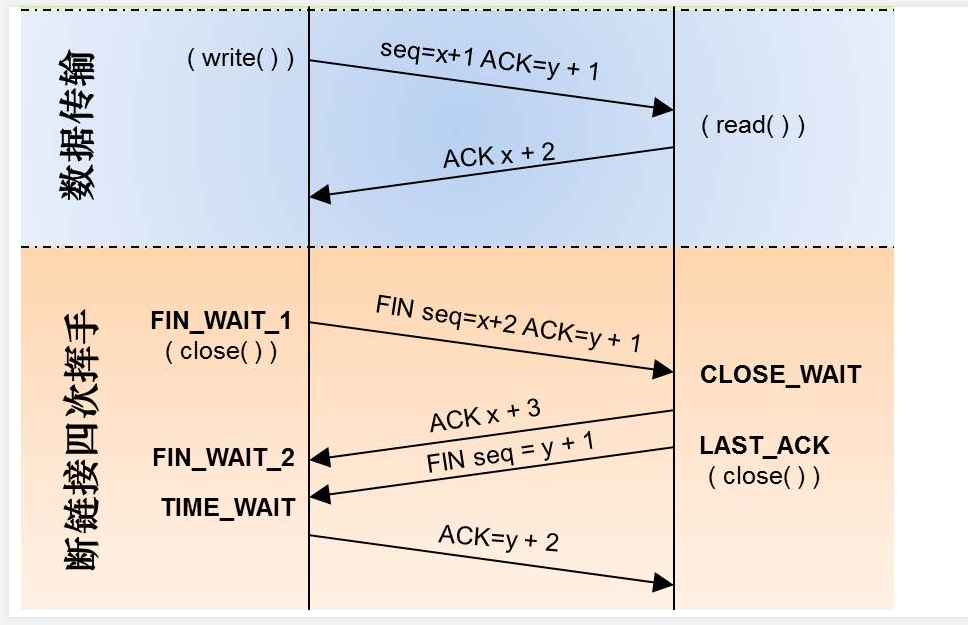 数据传输
( write( ) )
seq=x+1 ACK=y + 1
( read( ) )
ACK x + 2
断链接四次挥手
FIN_WAIT_1
( close( ) )
FIN seq=x+2 ACK=y + 1
CLOSE_WAIT
ACK x + 3
FIN_WAIT_2
FIN seq = y + 1
LAST_ACK
( close( ) )
TIME_WAIT
ACK=y + 2